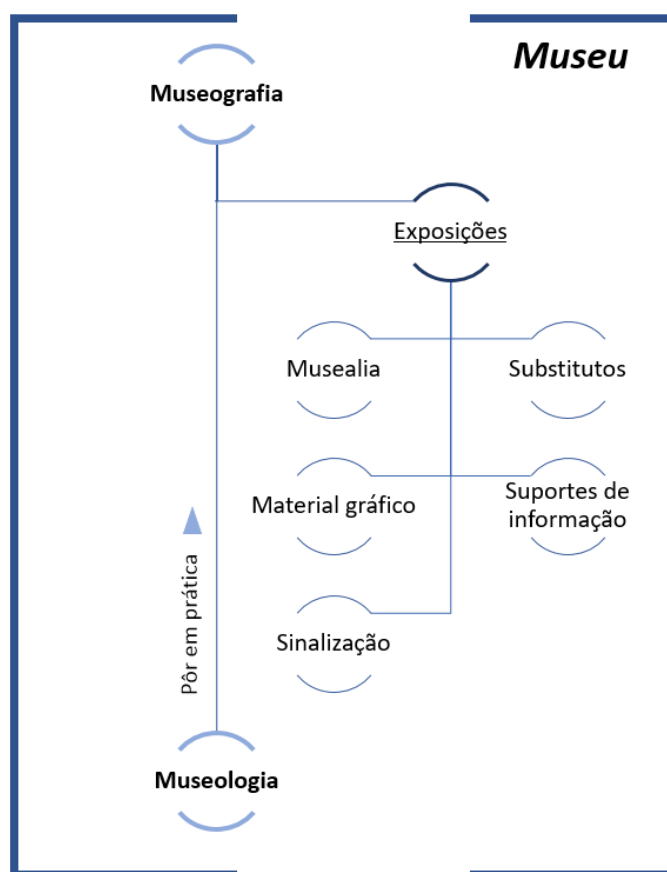 Museu
Museografia
Exposições
Musealia
Substitutos
Material gráfico
Suportes de
informação
Sinalização
Pôr em prática
Museologia